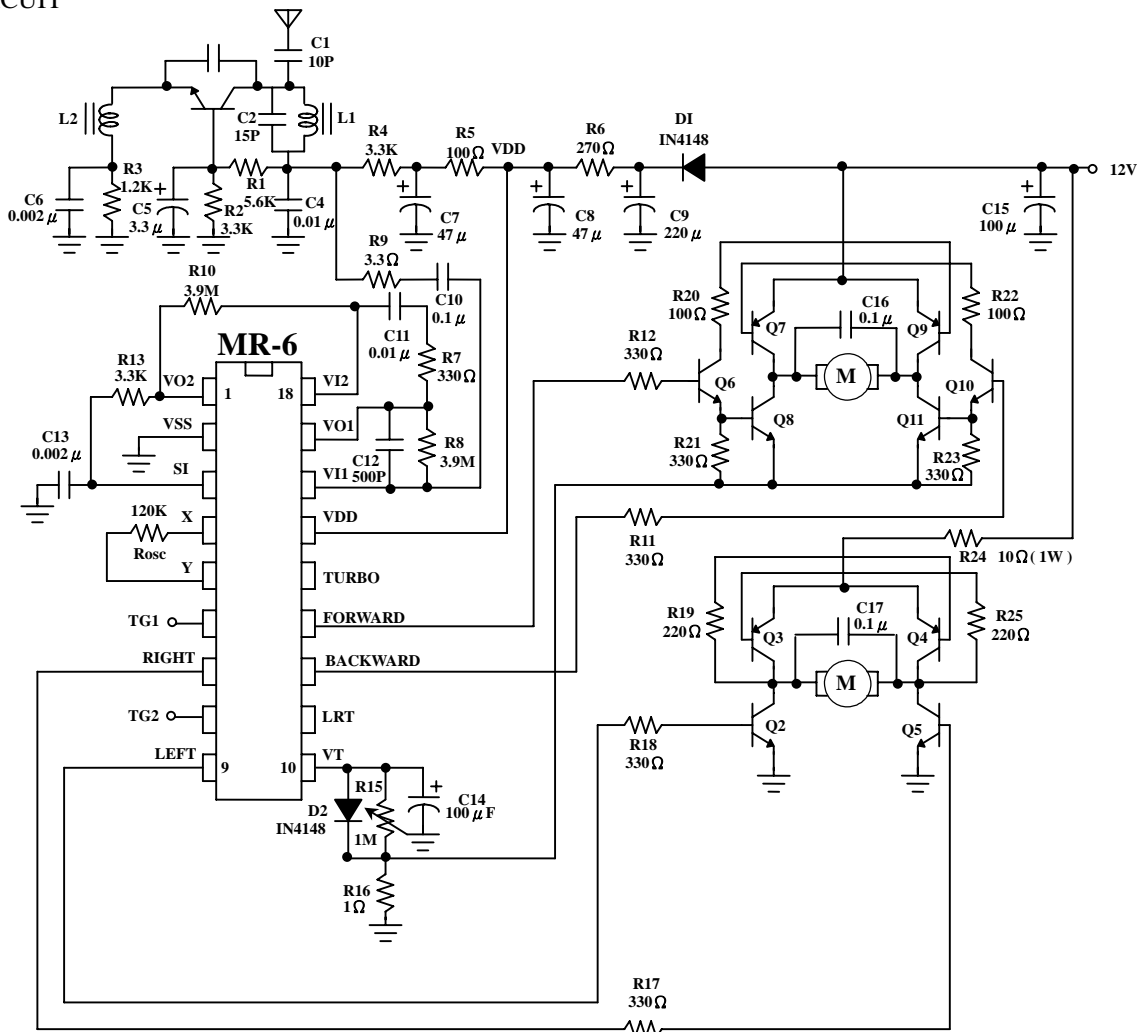 C1
10P
L2
C2
15P
L1
R4
3.3K
R5
100Ω
VDD
R6
270Ω
DI
IN4148
12V
C6
0.002μ
R3
1.2K
C5
3.3μ
R2
3.3K
R1
5.6K
C4
0.01μ
C7
47μ
C8
47μ
C9
220μ
C15
100μ
R9
3.3Ω
C10
0.1μ
R10
3.9M
C11
0.01μ
R7
330Ω
R13
3.3K
MR-6
VO2
1
18
VI2
VSS
VO1
C13
0.002μ
SI
VI1
C12
500P
R8
3.9M
120K
Rosc
X
VDD
Y
TURBO
TG1
FORWARD
RIGHT
BACKWARD
TG2
LRT
LEFT
9
10
VT
R15
1M
D2
IN4148
C14
100μF
R16
1Ω
R20
100Ω
Q7
C16
0.1μ
Q9
R22
100Ω
R12
330Ω
Q6
M
Q10
Q8
Q11
R21
330Ω
R23
330Ω
R11
330Ω
R24
10Ω(1W)
R19
220Ω
Q3
C17
0.1μ
Q4
R25
220Ω
M
R18
330Ω
Q2
Q5
R17
330Ω